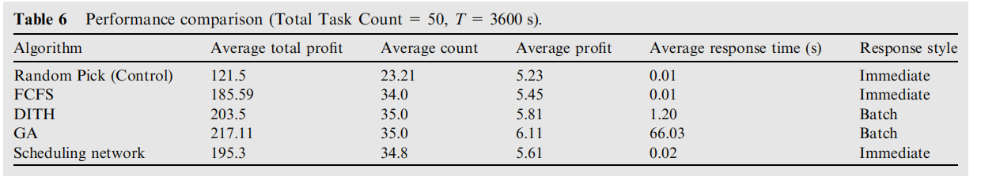 Table 6 Performance comparison (Total Task Count = 50, T = 3600 s).
Algorithm Average total profit Average count Average profit Average response time (s) Response style
Random Pick (Control) 121.5 23.21 5.23 0.01 Immediate
FCFS 185.59 34.0 5.45 0.01 Immediate
DITH 203.5 35.0 5.81 1.20 Batch
GA 217.11 35.0 6.11 66.03 Batch
Scheduling network 195.3 34.8 5.61 0.02 Immediate